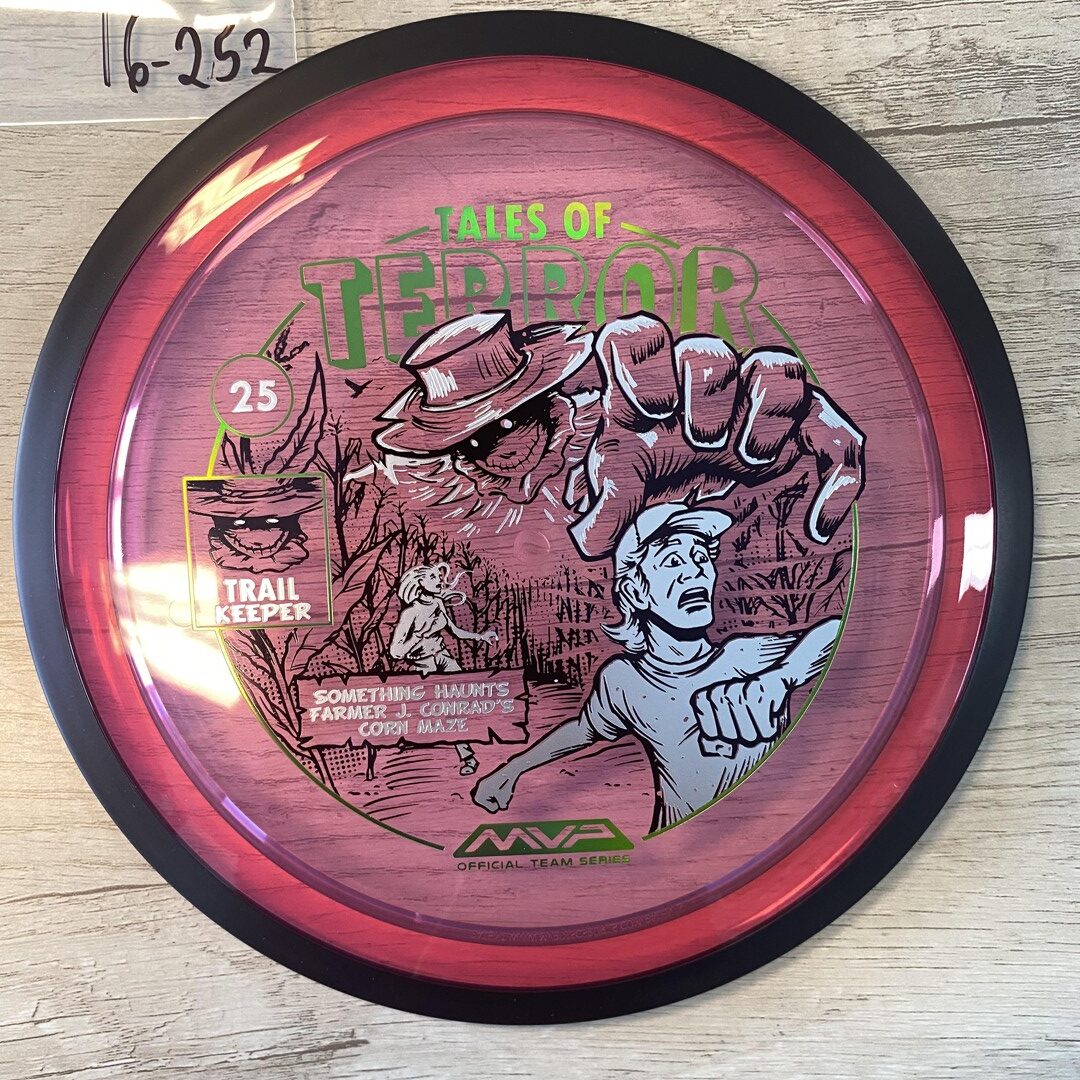 16-252
TALES OF
TERROR
25
TRAIL
KEEPER
SOMETHING HAUNTS
FARMER J. CONRAD'S
CORN MAZE
MVP
OFFICIAL TEAM SERIES